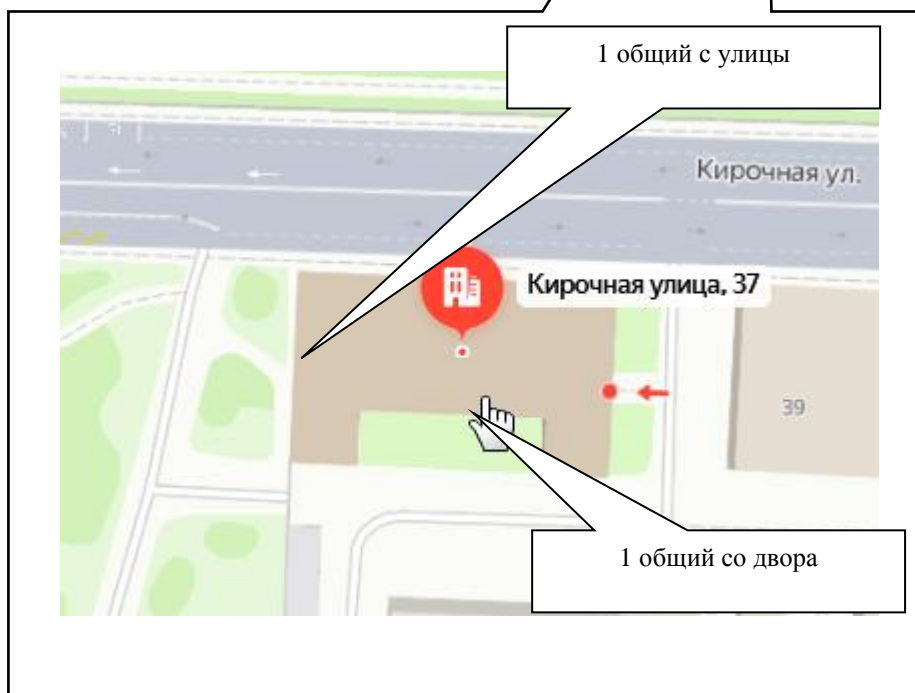 1 общий с улицы
Кирочная ул.
Кирочная улица, 37
39
1 общий со двора